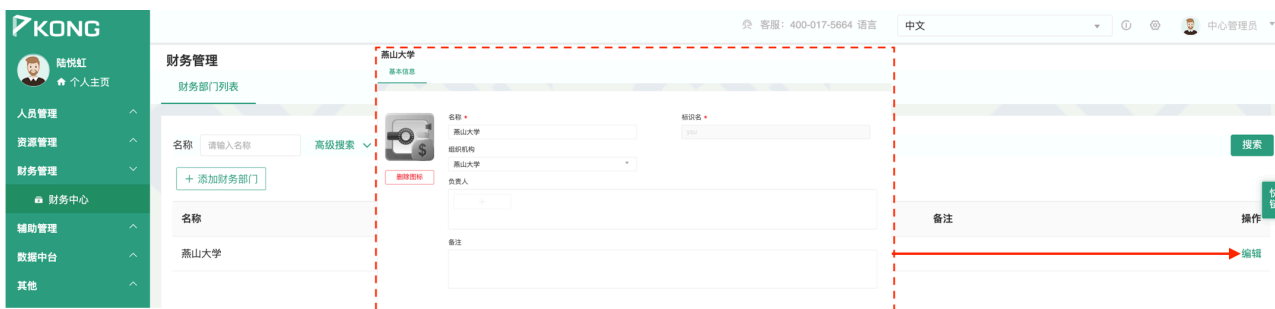 PKONG
客服：400-017-5664 语言
中文
中心管理员
陆悦虹
个人主页
人员管理
资源管理
财务管理
财务中心
辅助管理
数据中台
其他
财务管理
财务部门列表
名称
请输入名称
高级搜索
搜索
+ 添加财务部门
名称
备注
操作
燕山大学
编辑
燕山大学
基本信息
$
删除图标
名称 *
燕山大学
标识名 *
ysu
组织机构
燕山大学
负责人
+
备注